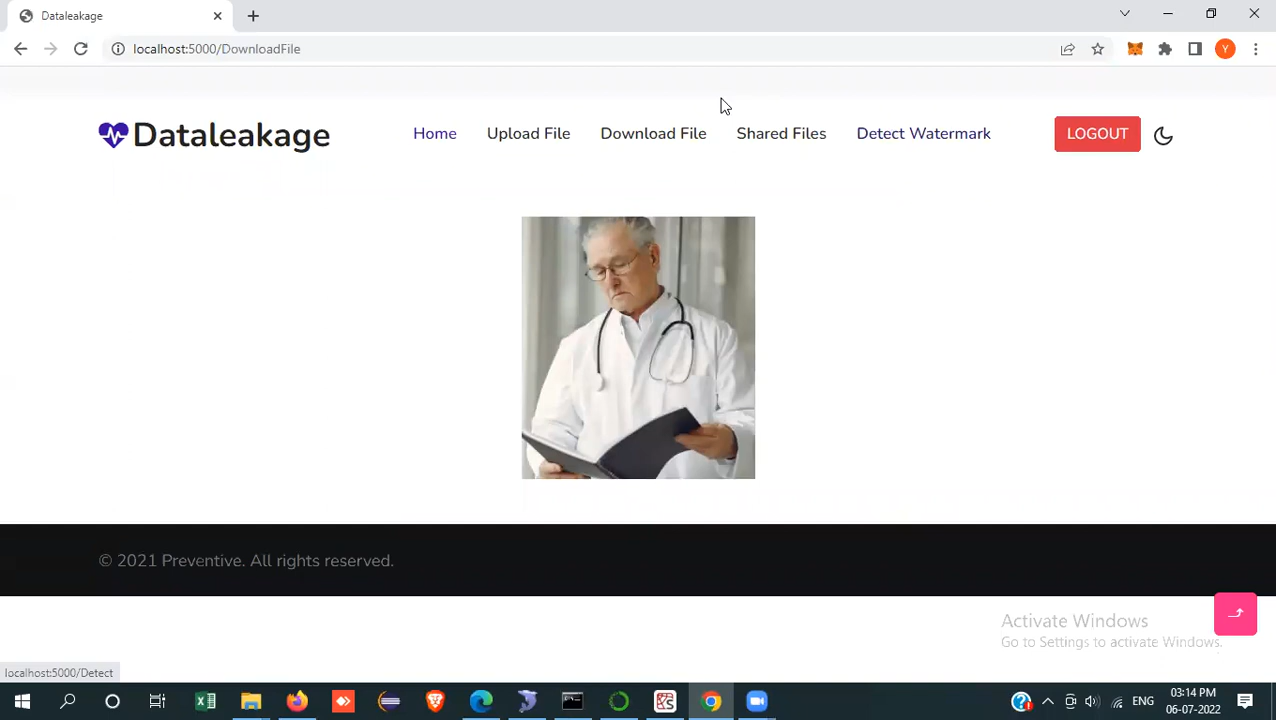 Dataleakage
localhost:5000/DownloadFile
Y
Dataleakage
Home Upload File Download File Shared Files Detect Watermark LOGOUT
© 2021 Preventive. All rights reserved.
Activate Windows
Go to Settings to activate Windows.
localhost:5000/Detect
ENG
03:14 PM
06-07-2022